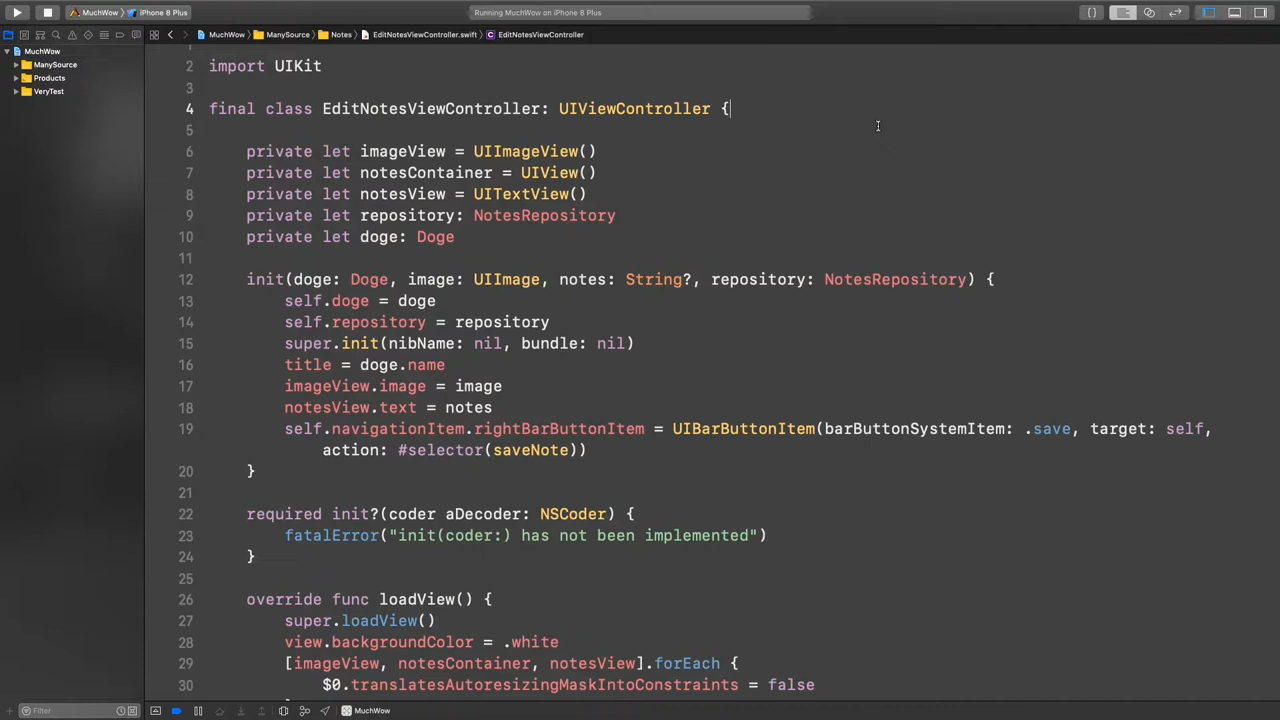 MuchWow
iPhone 8 Plus
Running MuchWow on iPhone 8 Plus
MuchWow
ManySource
Notes
EditNotesViewController.swift
EditNotesViewController
MuchWow
ManySource
Products
VeryTest
1
2 import UIKit
3
4 final class EditNotesViewController: UIViewController {
5
6 private let imageView = UIImageView()
7 private let notesContainer = UIView()
8 private let notesView = UITextView()
9 private let repository: NotesRepository
10 private let doge: Doge
11
12 init(doge: Doge, image: UIImage, notes: String?, repository: NotesRepository) {
13 self.doge = doge
14 self.repository = repository
15 super.init(nibName: nil, bundle: nil)
16 title = doge.name
17 imageView.image = image
18 notesView.text = notes
19 self.navigationItem.rightBarButtonItem = UIBarButtonItem(barButtonSystemItem: .save, target: self,
action: #selector(saveNote))
20 }
21
22 required init?(coder aDecoder: NSCoder) {
23 fatalError("init(coder:) has not been implemented")
24 }
25
26 override func loadView() {
27 super.loadView()
28 view.backgroundColor = .white
29 [imageView, notesContainer, notesView].forEach {
30 $0.translatesAutoresizingMaskIntoConstraints = false
Filter
MuchWow